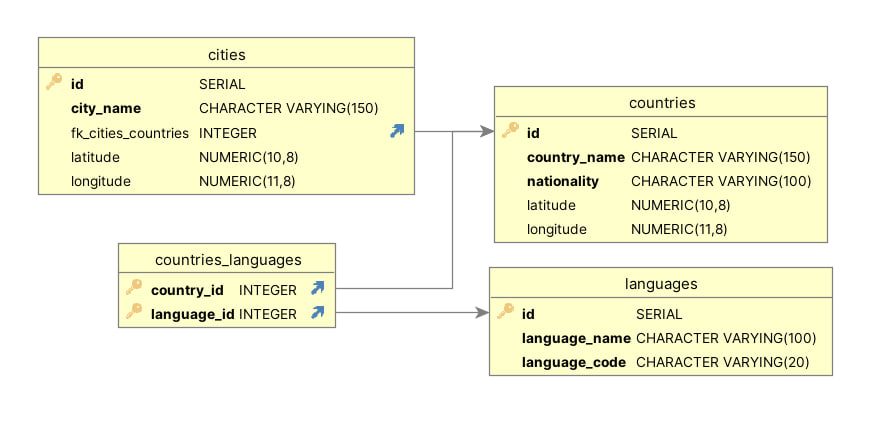 cities
id SERIAL
city_name CHARACTER VARYING(150)
fk_cities_countries INTEGER
latitude NUMERIC(10,8)
longitude NUMERIC(11,8)
countries
id SERIAL
country_name CHARACTER VARYING(150)
nationality CHARACTER VARYING(100)
latitude NUMERIC(10,8)
longitude NUMERIC(11,8)
countries_languages
country_id INTEGER
language_id INTEGER
languages
id SERIAL
language_name CHARACTER VARYING(100)
language_code CHARACTER VARYING(20)